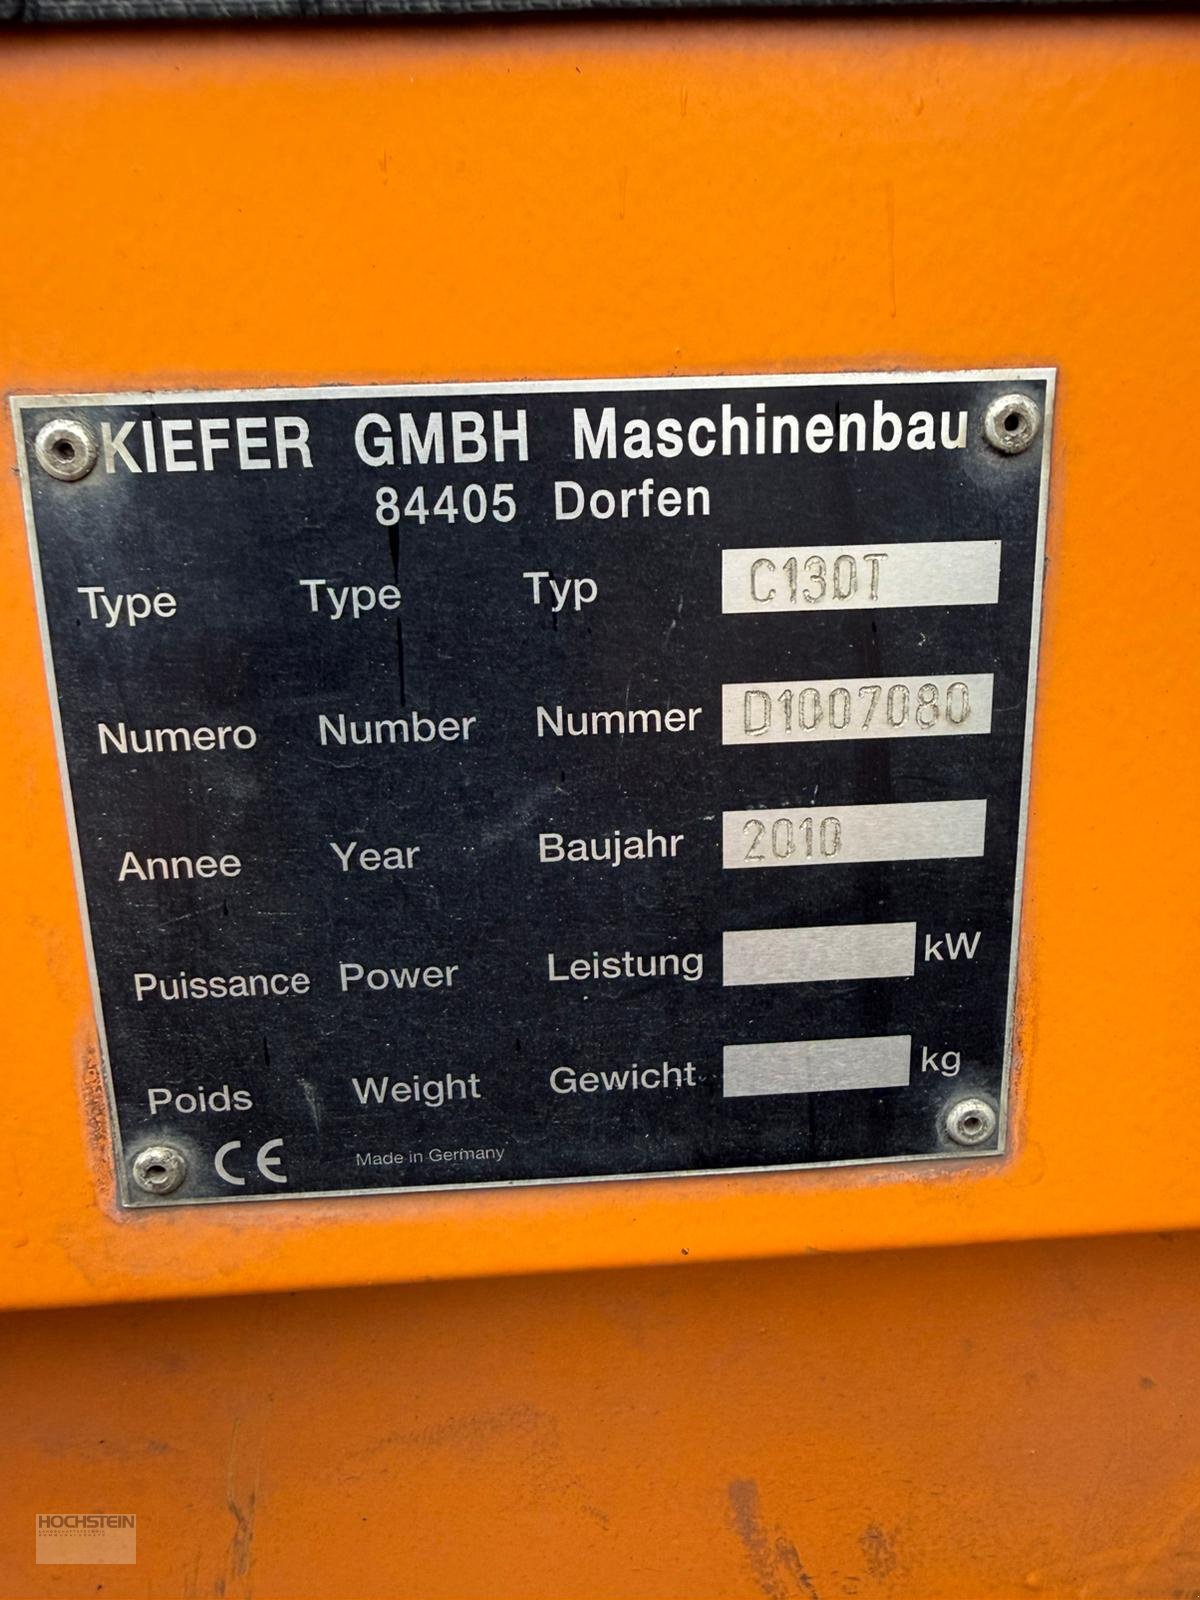 KIEFER GMBH Maschinenbau
84405 Dorfen
Type Type Typ C130T
Numero Number Nummer D1007080
Annee Year Baujahr 2010
Puissance Power Leistung kW
Poids Weight Gewicht kg
CE Made in Germany
HOCHSTEIN